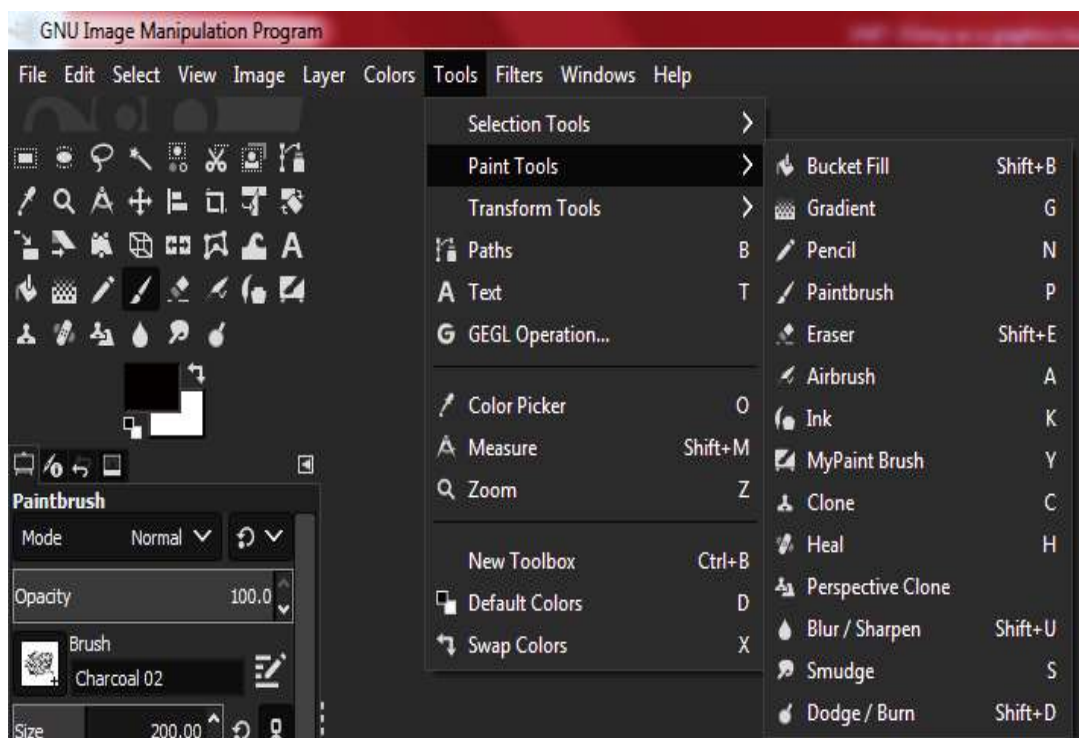 GNU Image Manipulation Program
File Edit Select View Image Layer Colors Tools Filters Windows Help
Selection Tools
Paint Tools
Transform Tools
Paths B
Text T
GEGL Operation...
Color Picker O
Measure Shift+M
Zoom Z
New Toolbox Ctrl+B
Default Colors D
Swap Colors X
Bucket Fill Shift+B
Gradient G
Pencil N
Paintbrush P
Eraser Shift+E
Airbrush A
Ink K
MyPaint Brush Y
Clone C
Heal H
Perspective Clone
Blur / Sharpen Shift+U
Smudge S
Dodge / Burn Shift+D
Paintbrush
Mode Normal
Opacity 100.0
Brush
Charcoal 02
Size 200.00